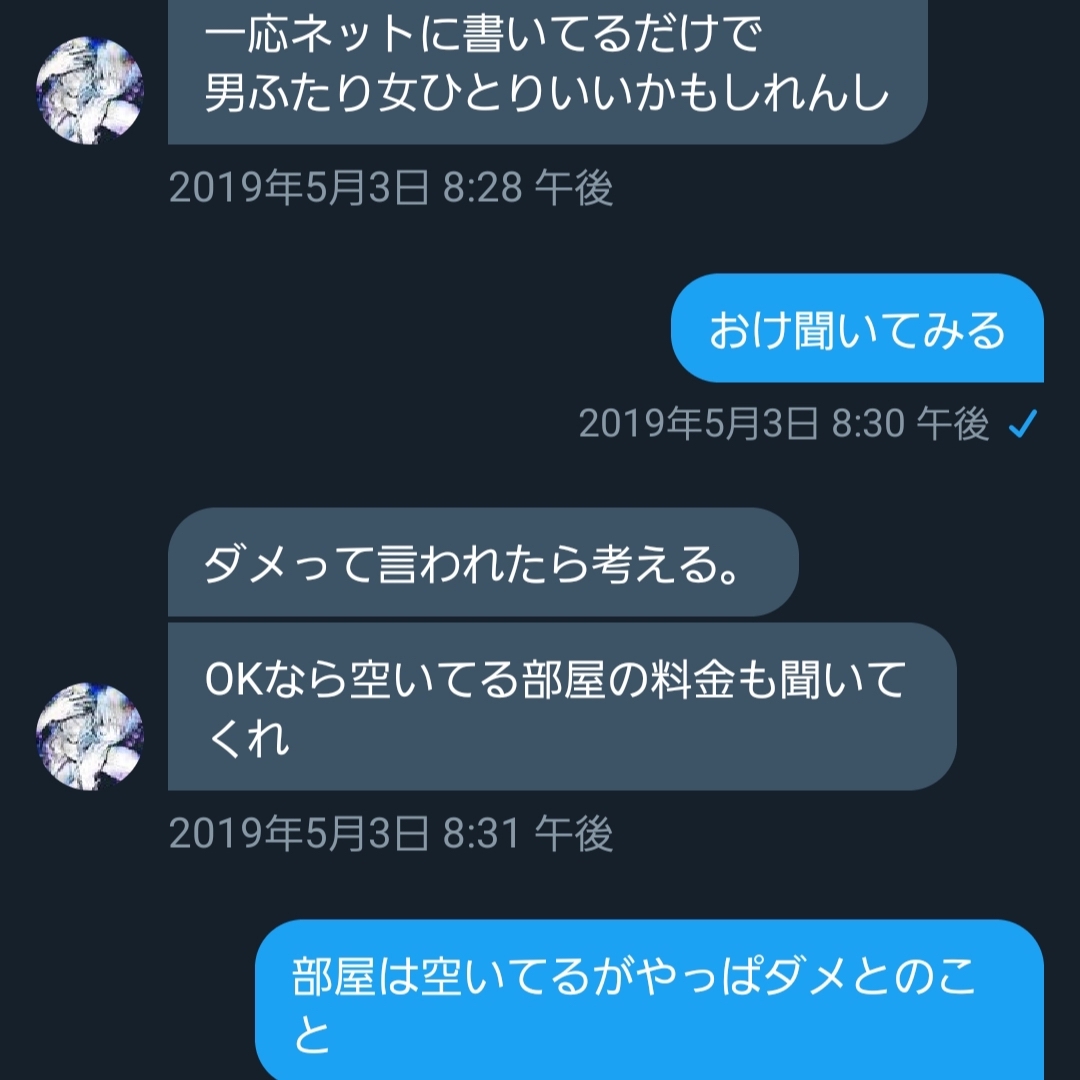 一応ネットに書いてるだけで
男ふたり女ひとりいいかもしれんし
2019年5月3日 8:28 午後
おけ聞いてみる
2019年5月3日 8:30 午後 ✓
ダメって言われたら考える。
OKなら空いてる部屋の料金も聞いて
くれ
2019年5月3日 8:31 午後
部屋は空いてるがやっぱダメとのこ
と